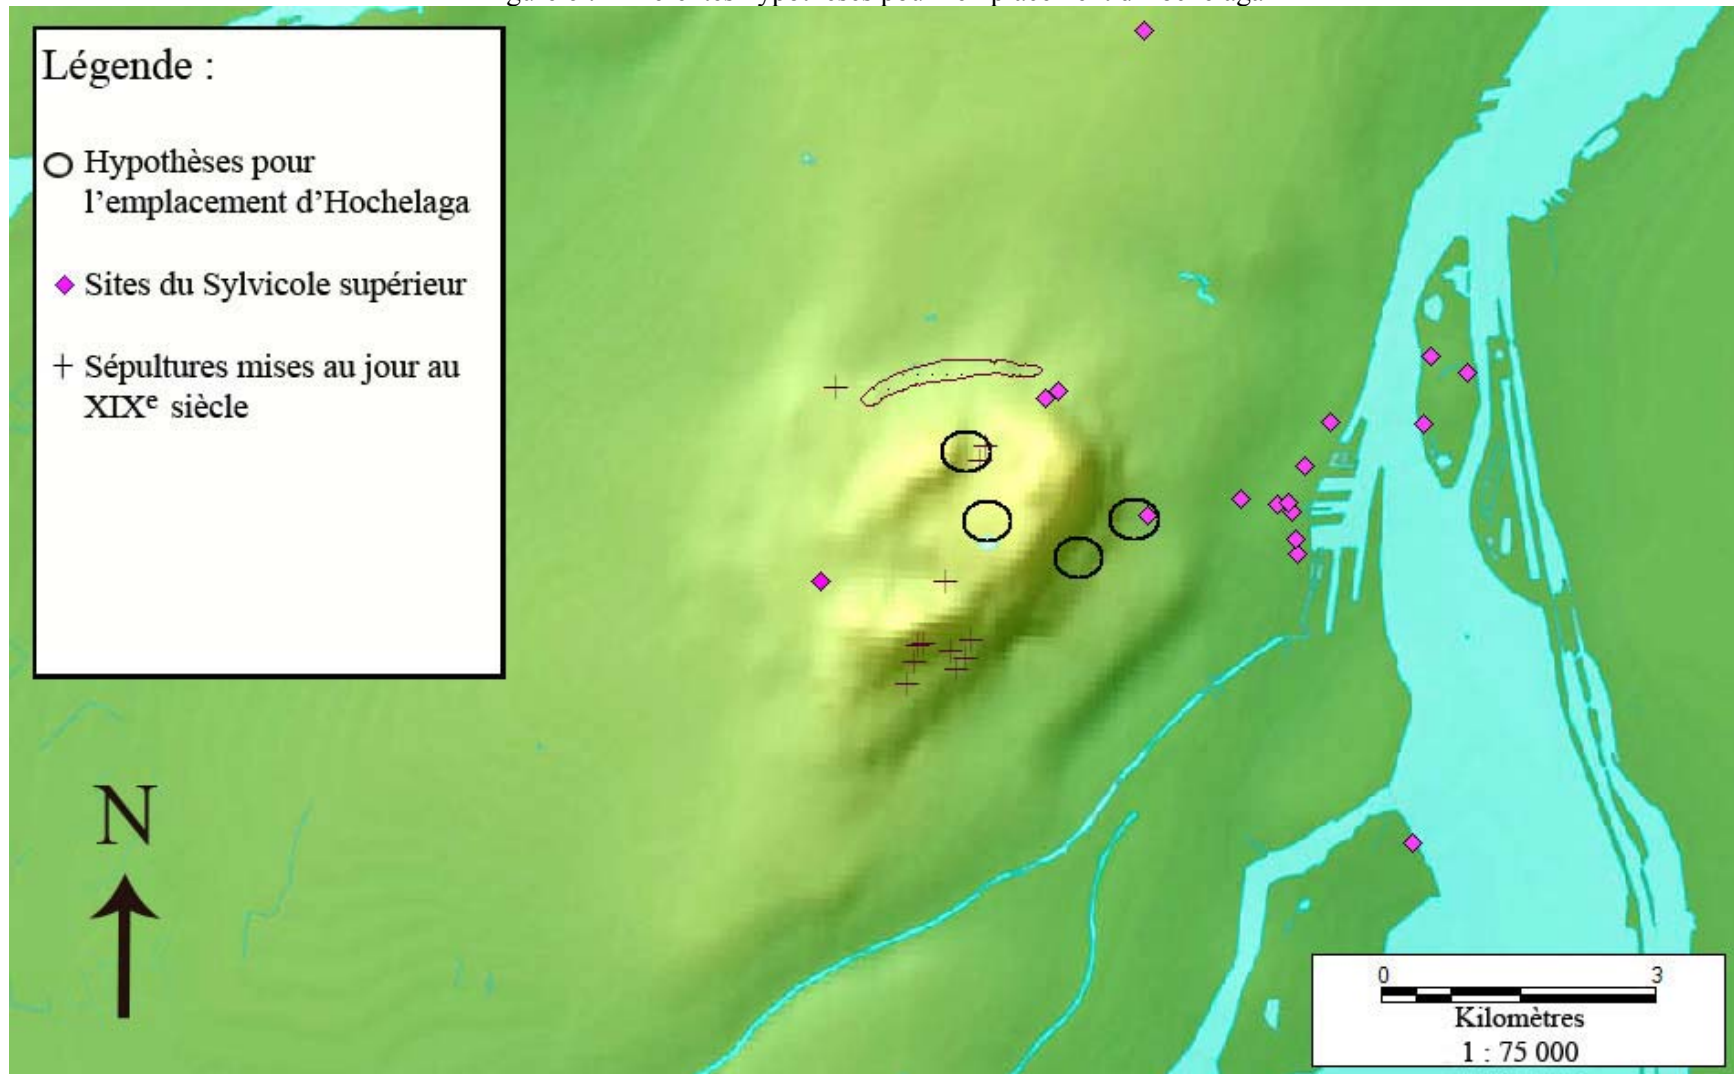 Légende :
Hypothèses pour
l’emplacement d’Hochelaga
Sites du Sylvicole supérieur
Sépultures mises au jour au
XIXe siècle
N
0 3
Kilomètres
1 : 75 000